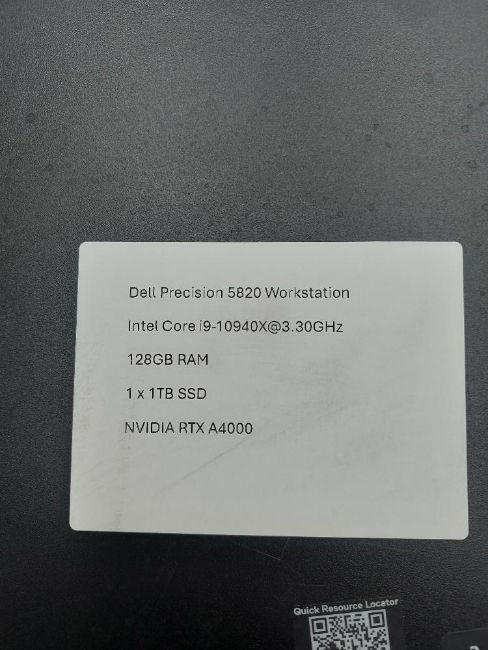 Dell Precision 5820 Workstation
Intel Core i9-10940X@3.30GHz
128GB RAM
1 x 1TB SSD
NVIDIA RTX A4000
Quick Resource Locator